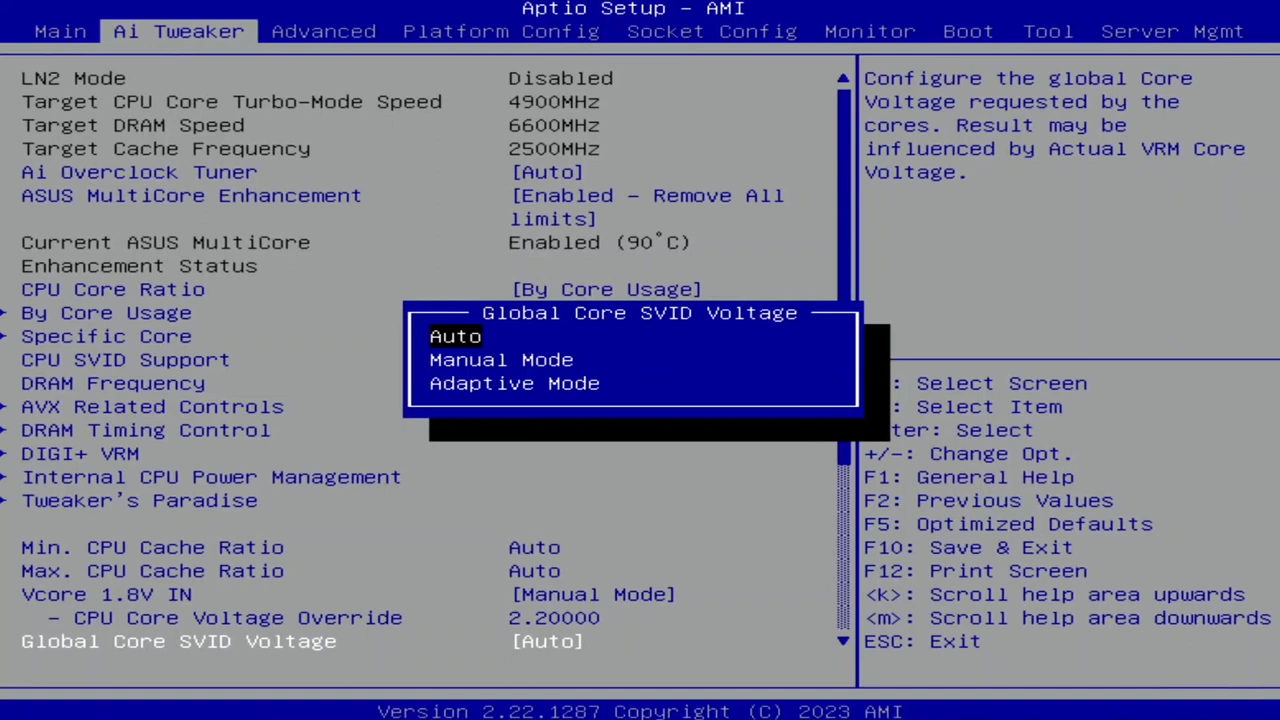 Aptio Setup – AMI
Main Ai Tweaker Advanced Platform Config Socket Config Monitor Boot Tool Server Mgmt
LN2 Mode Disabled
Target CPU Core Turbo-Mode Speed 4900MHz
Target DRAM Speed 6600MHz
Target Cache Frequency 2500MHz
Ai Overclock Tuner [Auto]
ASUS MultiCore Enhancement [Enabled – Remove All
limits]
Current ASUS MultiCore Enabled (90°C)
Enhancement Status
CPU Core Ratio [By Core Usage]
By Core Usage
Specific Core
CPU SVID Support
DRAM Frequency
AVX Related Controls
DRAM Timing Control
DIGI+ VRM
Internal CPU Power Management
Tweaker's Paradise
Min. CPU Cache Ratio Auto
Max. CPU Cache Ratio Auto
Vcore 1.8V IN [Manual Mode]
– CPU Core Voltage Override 2.20000
Global Core SVID Voltage [Auto]
Global Core SVID Voltage
Auto
Manual Mode
Adaptive Mode
Configure the global Core
Voltage requested by the
cores. Result may be
influenced by Actual VRM Core
Voltage.
: Select Screen
: Select Item
ter: Select
+/-: Change Opt.
F1: General Help
F2: Previous Values
F5: Optimized Defaults
F10: Save & Exit
F12: Print Screen
<k>: Scroll help area upwards
<m>: Scroll help area downwards
ESC: Exit
Version 2.22.1287 Copyright (C) 2023 AMI